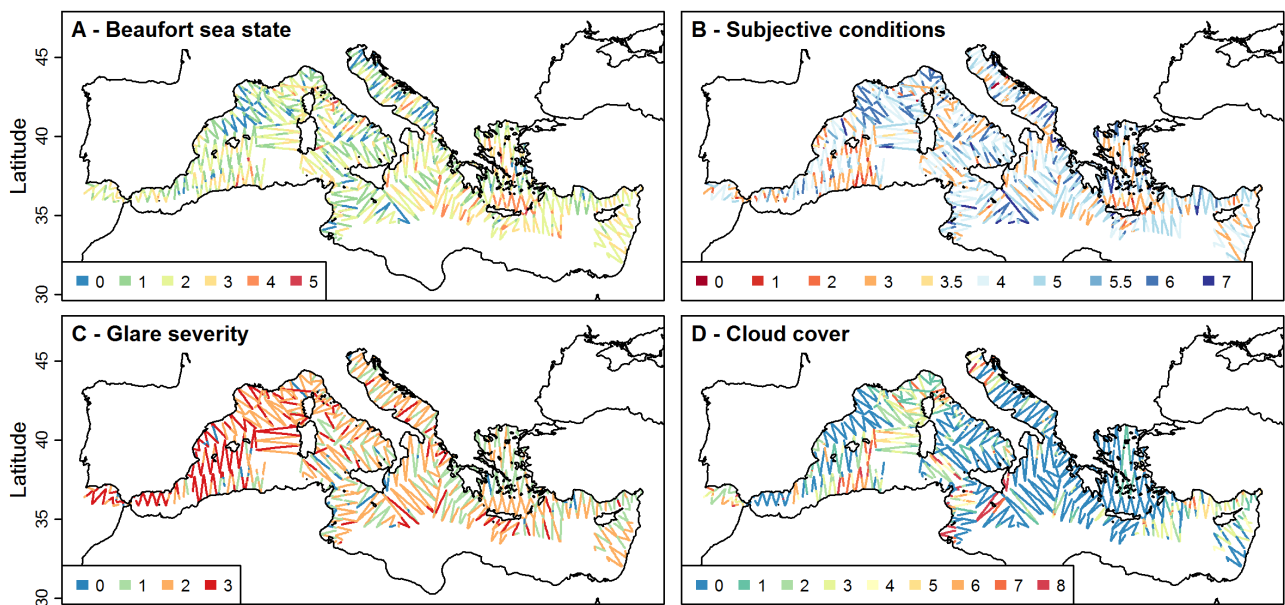 A - Beaufort sea state
B - Subjective conditions
45
40
35
30
Latitude
0 1 2 3 4 5
0 1 2 3 3.5 4 5 5.5 6 7
C - Glare severity
D - Cloud cover
45
40
35
30
Latitude
0 1 2 3
0 1 2 3 4 5 6 7 8